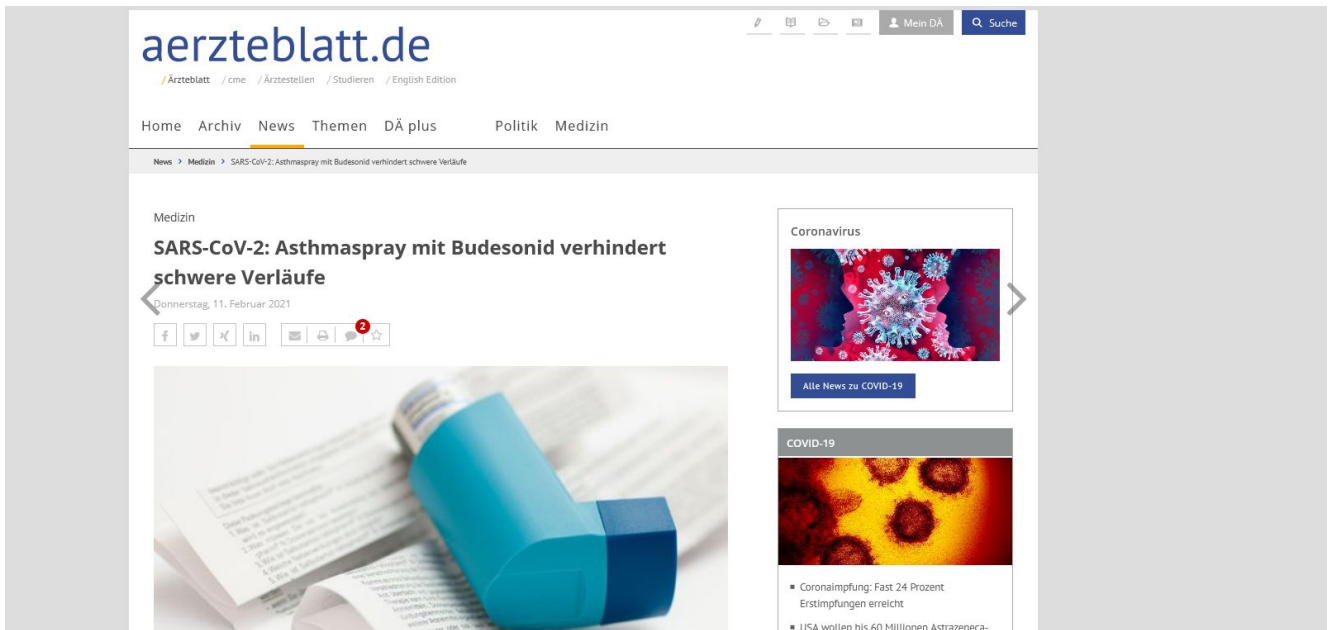 aerzteblatt.de
Mein DÄ
Suche
/ Ärzteblatt / cme / Ärztestellen / Studieren / English Edition
Home Archiv News Themen DÄ plus Politik Medizin
News > Medizin > SARS-CoV-2: Asthmaspray mit Budesonid verhindert schwere Verläufe
Medizin
SARS-CoV-2: Asthmaspray mit Budesonid verhindert
schwere Verläufe
Donnerstag, 11. Februar 2021
2
Coronavirus
Alle News zu COVID-19
COVID-19
Coronaimpfung: Fast 24 Prozent
Erstimpfungen erreicht
USA wollen bis 60 Millionen Astrazeneca-